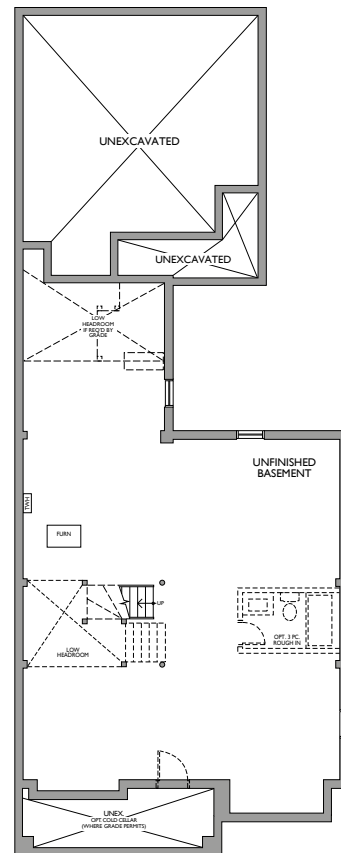 UNEXCAVATED
UNEXCAVATED
LOW
HEADROOM
IF REQ'D BY
GRADE
UNFINISHED
BASEMENT
TWH
FURN
UP
OPT. 3 PC.
ROUGH IN
LOW
HEADROOM
UNEX.
OPT. COLD CELLAR
(WHERE GRADE PERMITS)